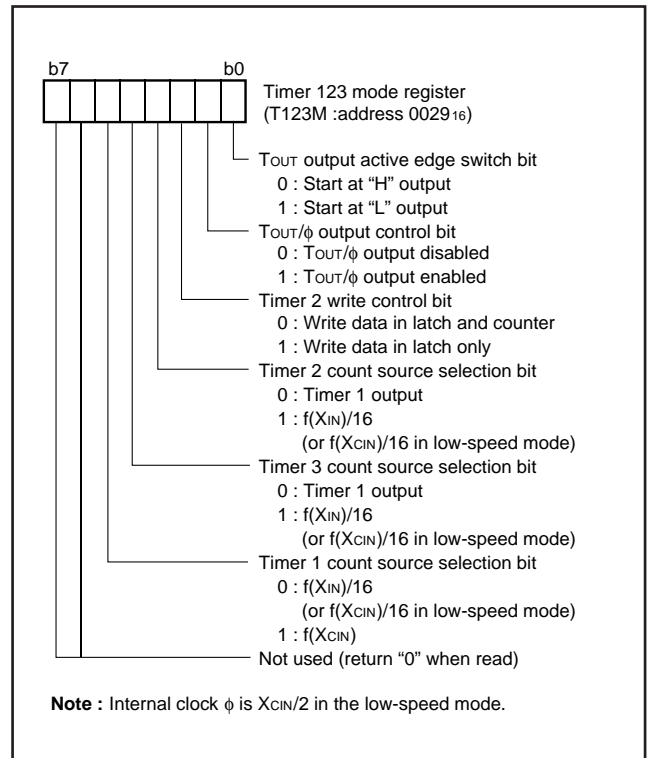 b7 b0
Timer 123 mode register
(T123M :address 0029₁₆)
TOUT output active edge switch bit
0 : Start at “H” output
1 : Start at “L” output
TOUT/ϕ output control bit
0 : TOUT/ϕ output disabled
1 : TOUT/ϕ output enabled
Timer 2 write control bit
0 : Write data in latch and counter
1 : Write data in latch only
Timer 2 count source selection bit
0 : Timer 1 output
1 : f(XIN)/16
(or f(XCIN)/16 in low-speed mode)
Timer 3 count source selection bit
0 : Timer 1 output
1 : f(XIN)/16
(or f(XCIN)/16 in low-speed mode)
Timer 1 count source selection bit
0 : f(XIN)/16
(or f(XCIN)/16 in low-speed mode)
1 : f(XCIN)
Not used (return “0” when read)
Note : Internal clock ϕ is XCIN/2 in the low-speed mode.